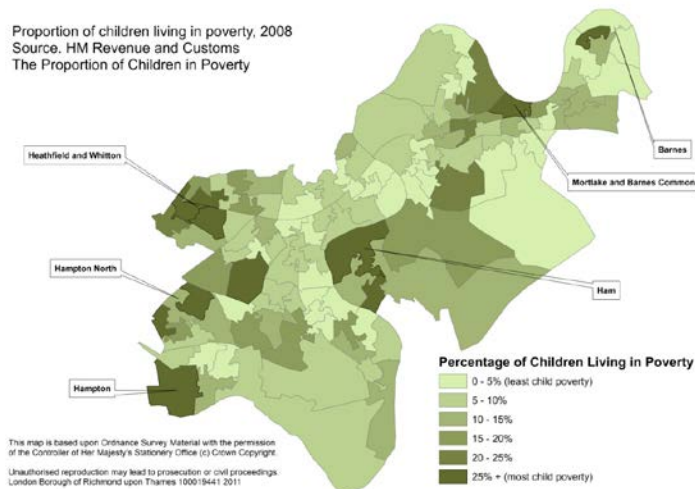 Proportion of children living in poverty, 2008
Source. HM Revenue and Customs
The Proportion of Children in Poverty
Heathfield and Whitton
Barnes
Mortlake and Barnes Common
Hampton North
Ham
Hampton
Percentage of Children Living in Poverty
0 - 5% (least child poverty)
5 - 10%
10 - 15%
15 - 20%
20 - 25%
25% + (most child poverty)
This map is based upon Ordnance Survey Material with the permission
of the Controller of Her Majesty's Stationery Office (c) Crown Copyright.
Unauthorised reproduction may lead to prosecution or civil proceedings.
London Borough of Richmond upon Thames 100019441 2011